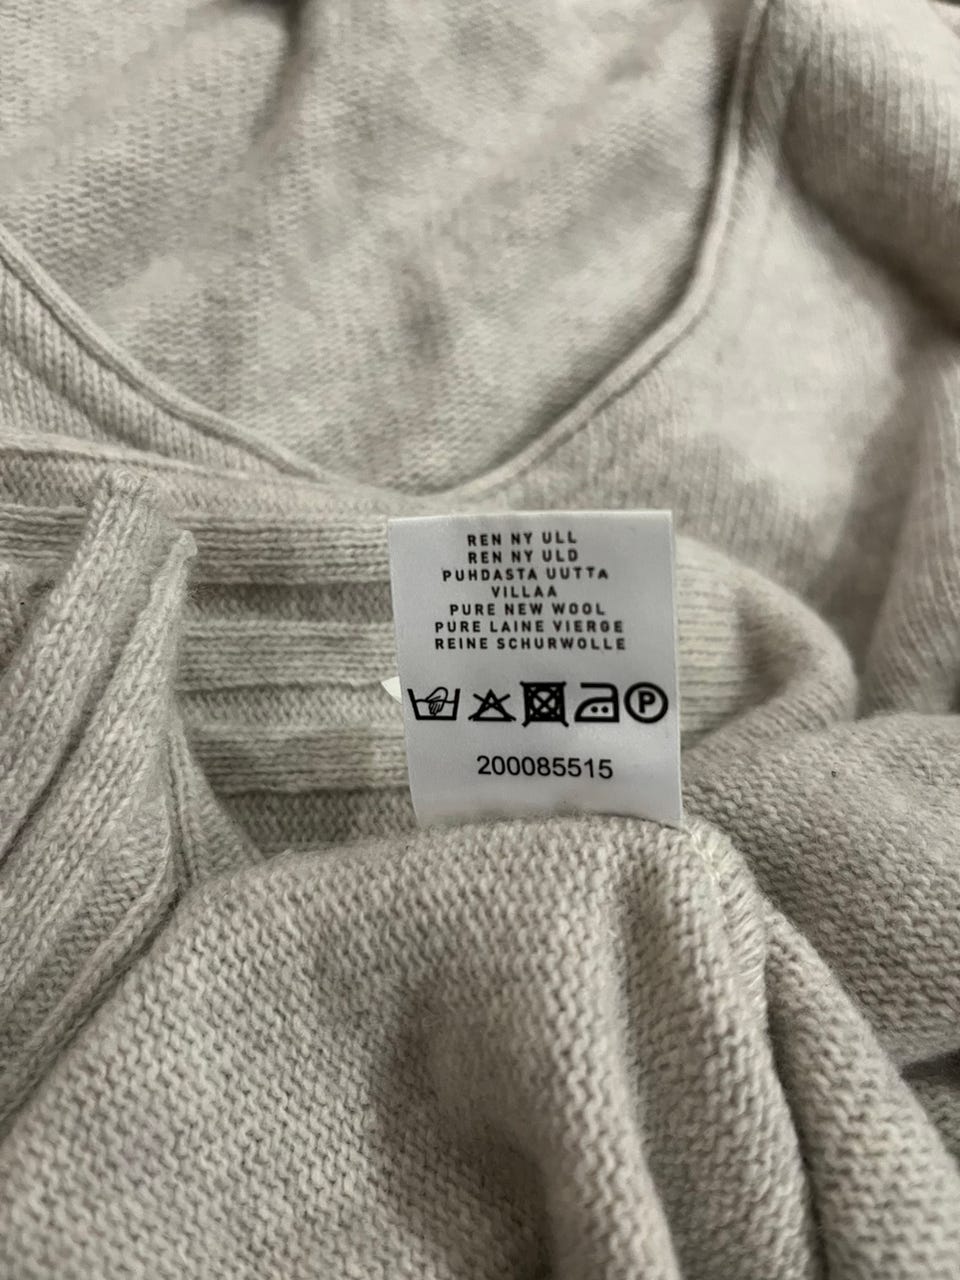 REN NY ULL
REN NY ULD
PUHDASTA UUTTA
VILLAA
PURE NEW WOOL
PURE LAINE VIERGE
REINE SCHURWOLLE
P
200085515